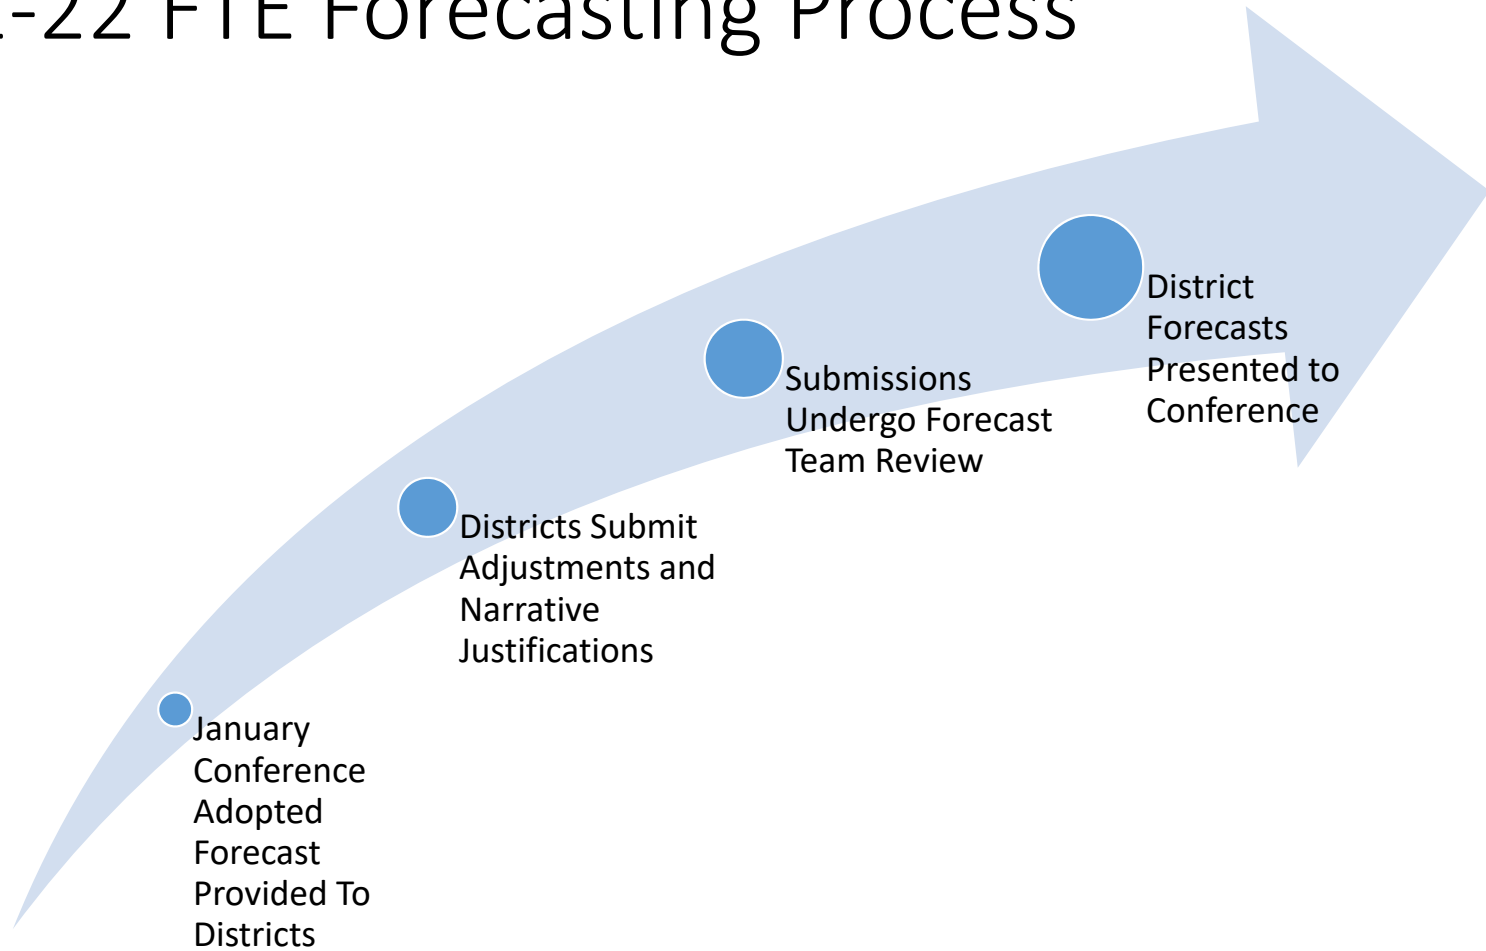 -22 FTE Forecasting Process
District
Forecasts
Presented to
Conference
Submissions
Undergo Forecast
Team Review
Districts Submit
Adjustments and
Narrative
Justifications
January
Conference
Adopted
Forecast
Provided To
Districts